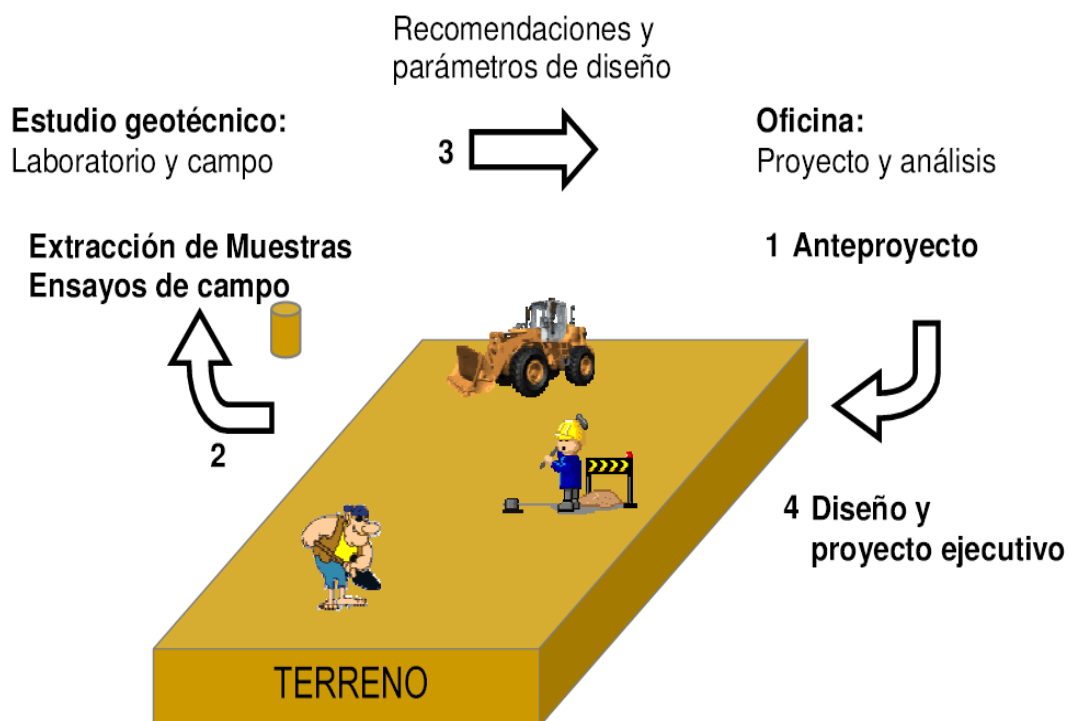 Recomendaciones y
parámetros de diseño
Estudio geotécnico:
Laboratorio y campo
3
Oficina:
Proyecto y análisis
Extracción de Muestras
Ensayos de campo
1 Anteproyecto
2
4 Diseño y
proyecto ejecutivo
TERRENO